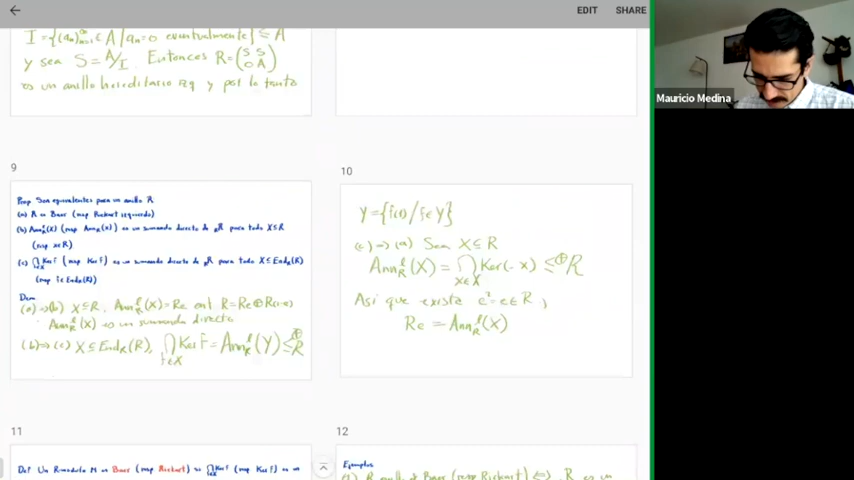 EDIT SHARE
I = {(aₙ)ₙ₌₁^∞ ∈ A | aₙ=0 eventualmente} ≤ A
y sea S = A/I. Entonces R = (S S
0 A)
es un anillo hereditario izq y por lo tanto
Mauricio Medina
9
Prop Son equivalentes para un anillo R
(a) R es Baer (resp Rickart izquierdo)
(b) Ann_R^l(X) (resp Ann_R(x)) es un sumando directo de _RR para todo X⊆R
(resp x∈R)
(c) ⋂_{f∈X} Ker f (resp Ker f) es un sumando directo de _RR para todo X⊆End_R(R)
(resp f∈End_R(R))
Dem
(a)⇒(b) X⊆R, Ann_R^l(X)=Re and R=Re⊕R(1-e)
∴ Ann_R^l(X) es un sumando directo
(b)⇒(c) X⊆End_R(R), ⋂_{f∈X} Ker f = Ann_R^l(Y) ≤^⊕ R
10
Y = {f(1) / f∈Y}
(c)⇒(a) Sea X⊆R
Ann_R^l(X) = ⋂_{x∈X} Ker(-·x) ≤^⊕ R
Así que existe e²=e∈R,
Re = Ann_R^l(X)
11
Def Un R-módulo M es Baer (resp Rickart) si ⋂_{f∈X} Ker f (resp Ker f) es un
12
Ejemplos
(1) R anillo de Baer (resp Rickart) ⟺ R es un